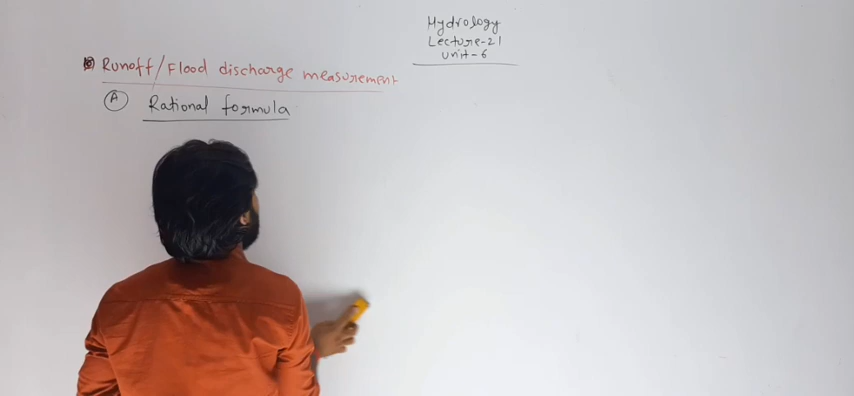 Hydrology
Lecture-21
Unit-6
Runoff/Flood discharge measurement
A Rational formula